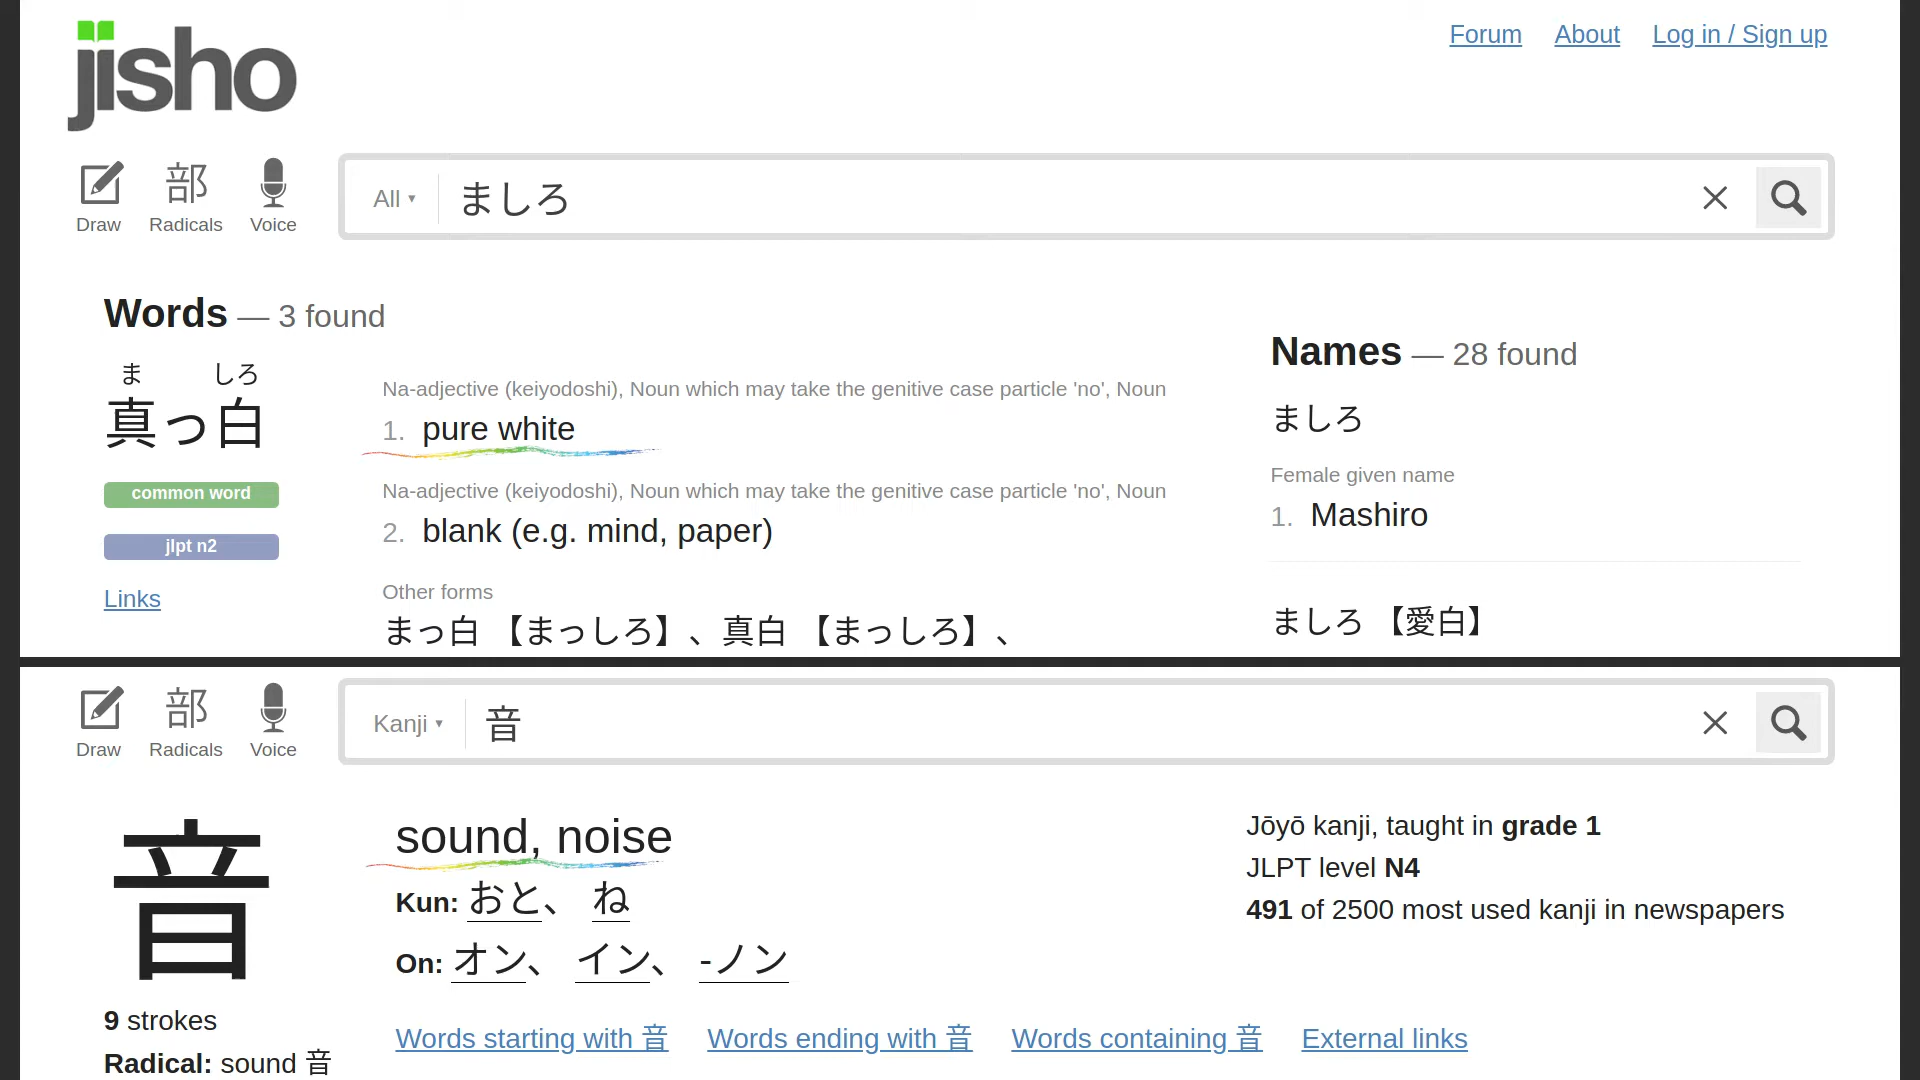 jisho
Forum About Log in / Sign up
Draw Radicals Voice
All ▾ ましろ
Words — 3 found
ま しろ
真っ白
common word
jlpt n2
Links
Na-adjective (keiyodoshi), Noun which may take the genitive case particle 'no', Noun
1. pure white
Na-adjective (keiyodoshi), Noun which may take the genitive case particle 'no', Noun
2. blank (e.g. mind, paper)
Other forms
まっ白 【まっしろ】、真白 【まっしろ】、
Names — 28 found
ましろ
Female given name
1. Mashiro
ましろ 【愛白】
Draw Radicals Voice
Kanji ▾ 音
音
9 strokes
Radical: sound 音
sound, noise
Kun: おと、 ね
On: オン、 イン、 -ノン
Jōyō kanji, taught in grade 1
JLPT level N4
491 of 2500 most used kanji in newspapers
Words starting with 音 Words ending with 音 Words containing 音 External links